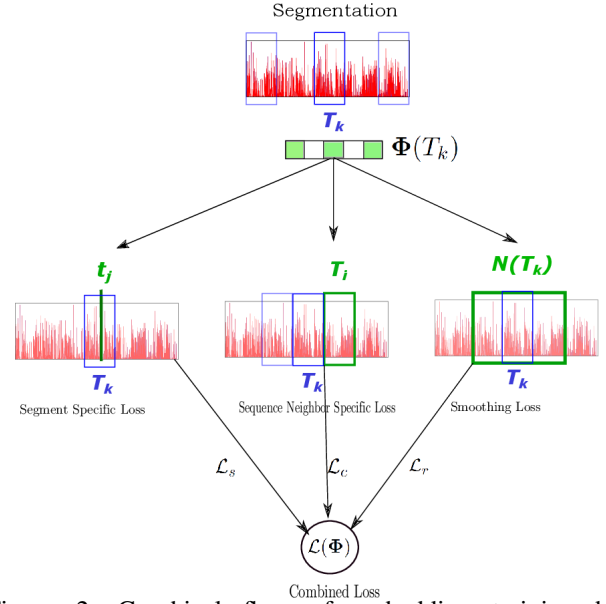 Segmentation
T_k
Φ(T_k)
t_j
T_i
N(T_k)
T_k
T_k
T_k
Segment Specific Loss
Sequence Neighbor Specific Loss
Smoothing Loss
ℒ_s
ℒ_c
ℒ_r
ℒ(Φ)
Combined Loss